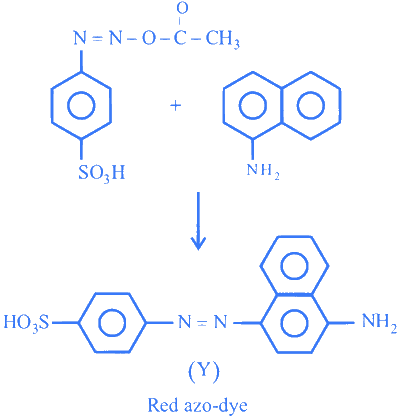 O
N = N – O – C – CH₃
+
SO₃H
NH₂
HO₃S
N = N
NH₂
(Y)
Red azo-dye